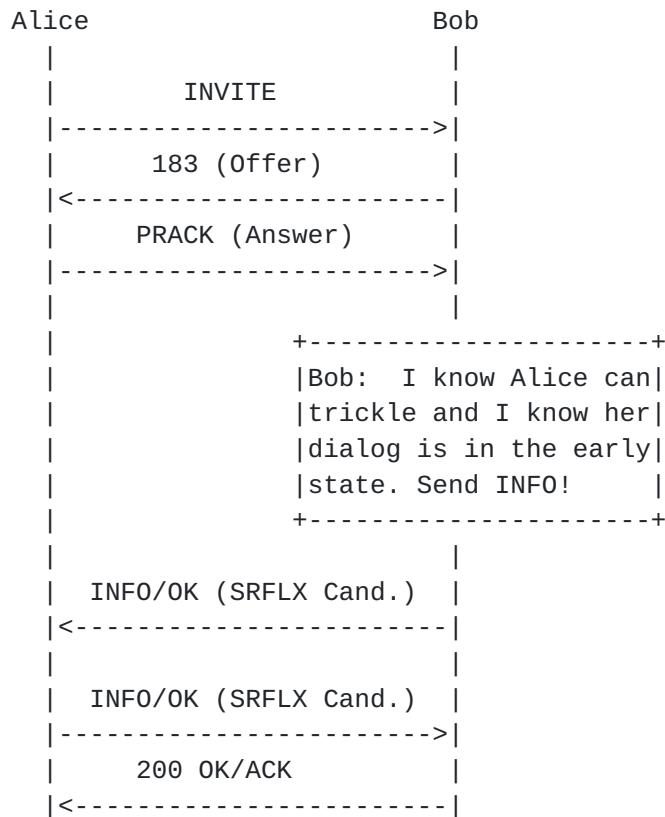 Alice                      Bob
INVITE
183 (Offer)
PRACK (Answer)
Bob:  I know Alice can
trickle and I know her
dialog is in the early
state. Send INFO!
INFO/OK (SRFLX Cand.)
INFO/OK (SRFLX Cand.)
200 OK/ACK